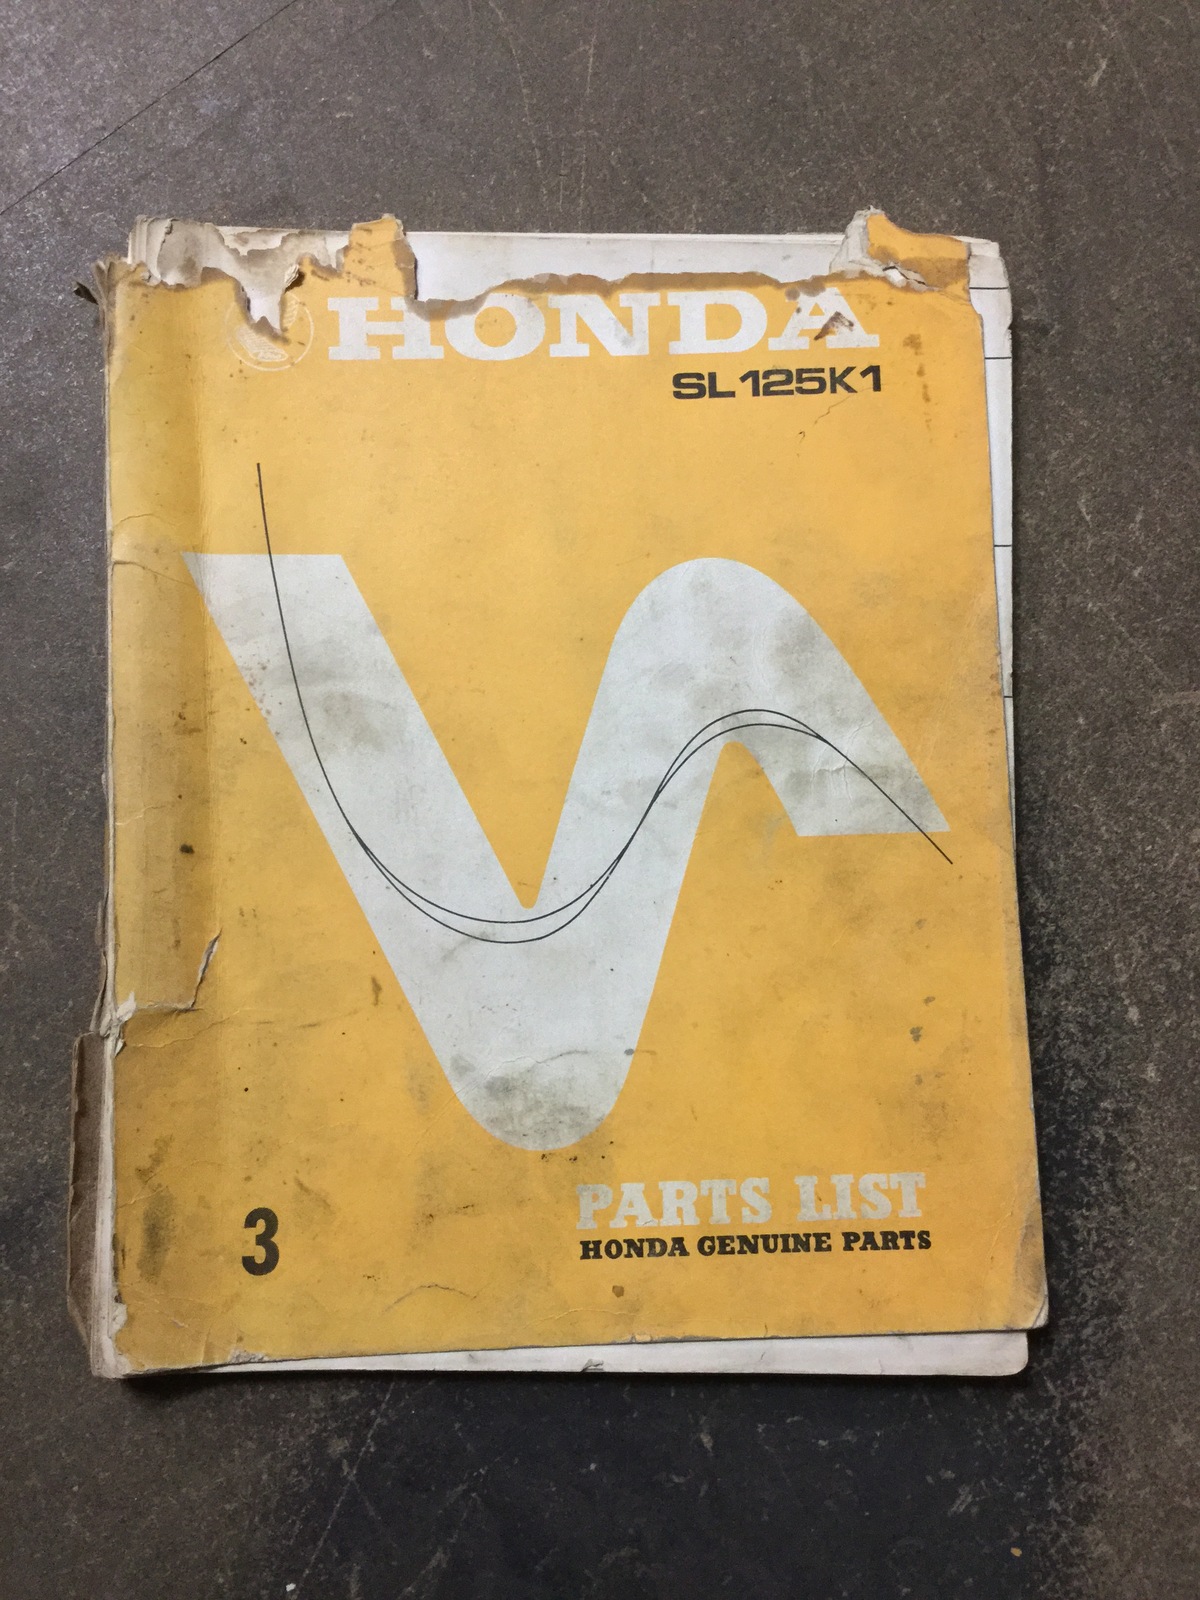 HONDA
SL125K1
PARTS LIST
HONDA GENUINE PARTS
3